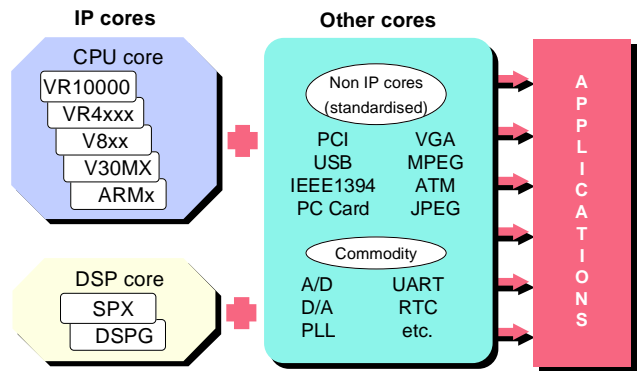 IP cores
CPU core
VR10000
VR4xxx
V8xx
V30MX
ARMx
DSP core
SPX
DSPG
Other cores
Non IP cores
(standardised)
PCI VGA
USB MPEG
IEEE1394 ATM
PC Card JPEG
Commodity
A/D UART
D/A RTC
PLL etc.
APPLICATIONS